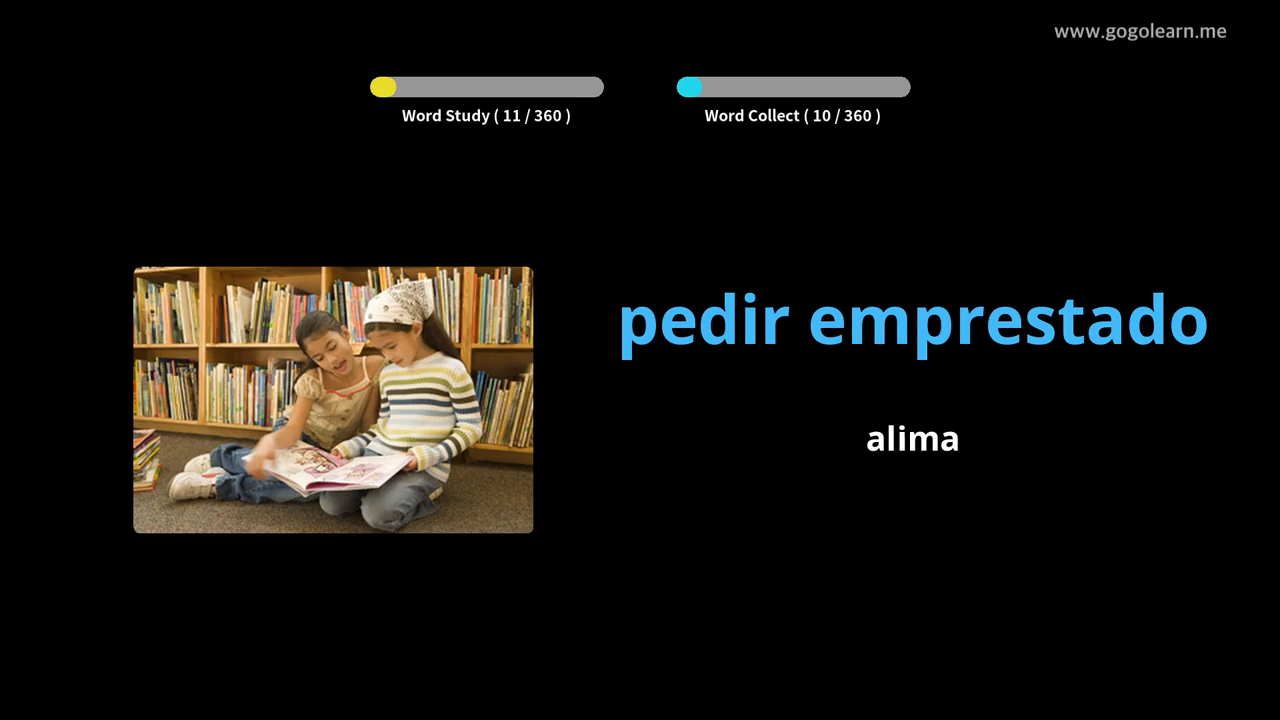 www.gogolearn.me
Word Study ( 11 / 360 )
Word Collect ( 10 / 360 )
pedir emprestado
alima